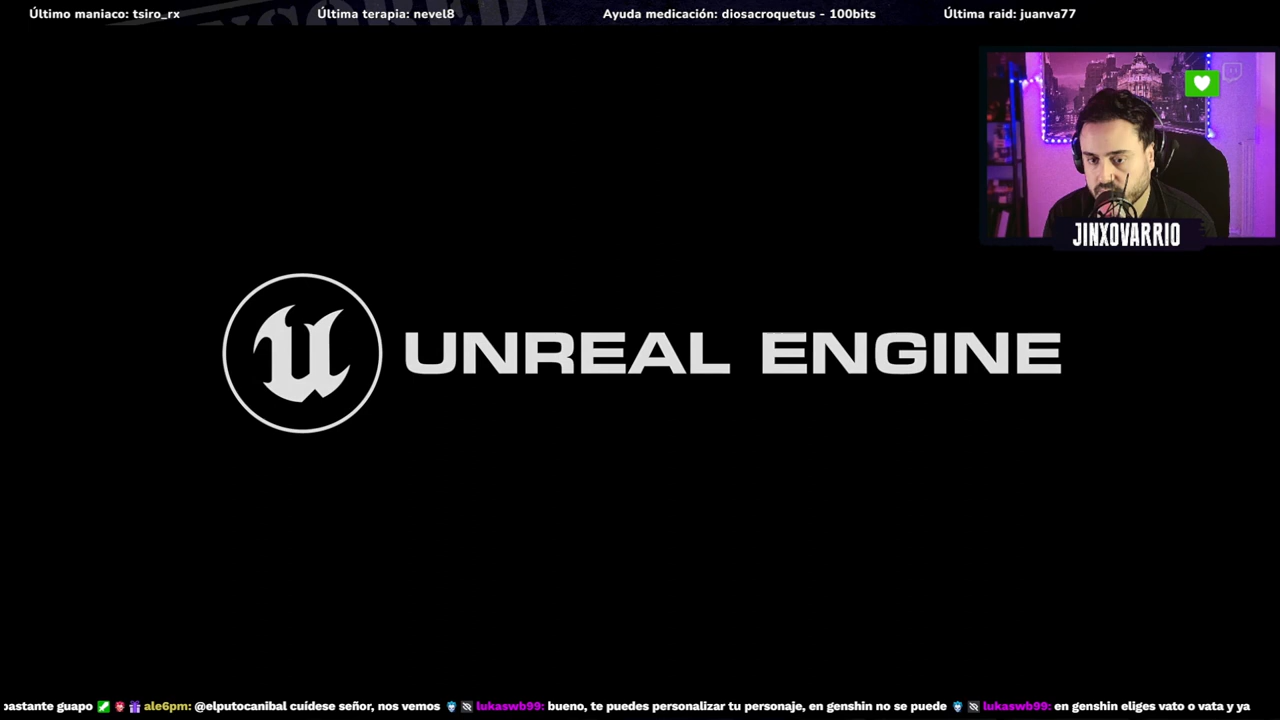 Último maniaco: tsiro_rx
Última terapia: nevel8
Ayuda medicación: diosacroquetus - 100bits
Última raid: juanva77
JINXOVARRIO
UNREAL ENGINE
bastante guapo ale6pm: @elputocanibal cuídese señor, nos vemos lukaswb99: bueno, te puedes personalizar tu personaje, en genshin no se puede lukaswb99: en genshin eliges vato o vata y ya